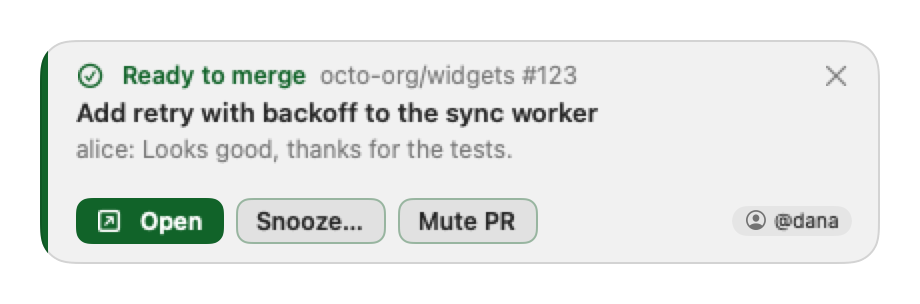 Ready to merge octo-org/widgets #123
Add retry with backoff to the sync worker
alice: Looks good, thanks for the tests.
Open Snooze... Mute PR @dana